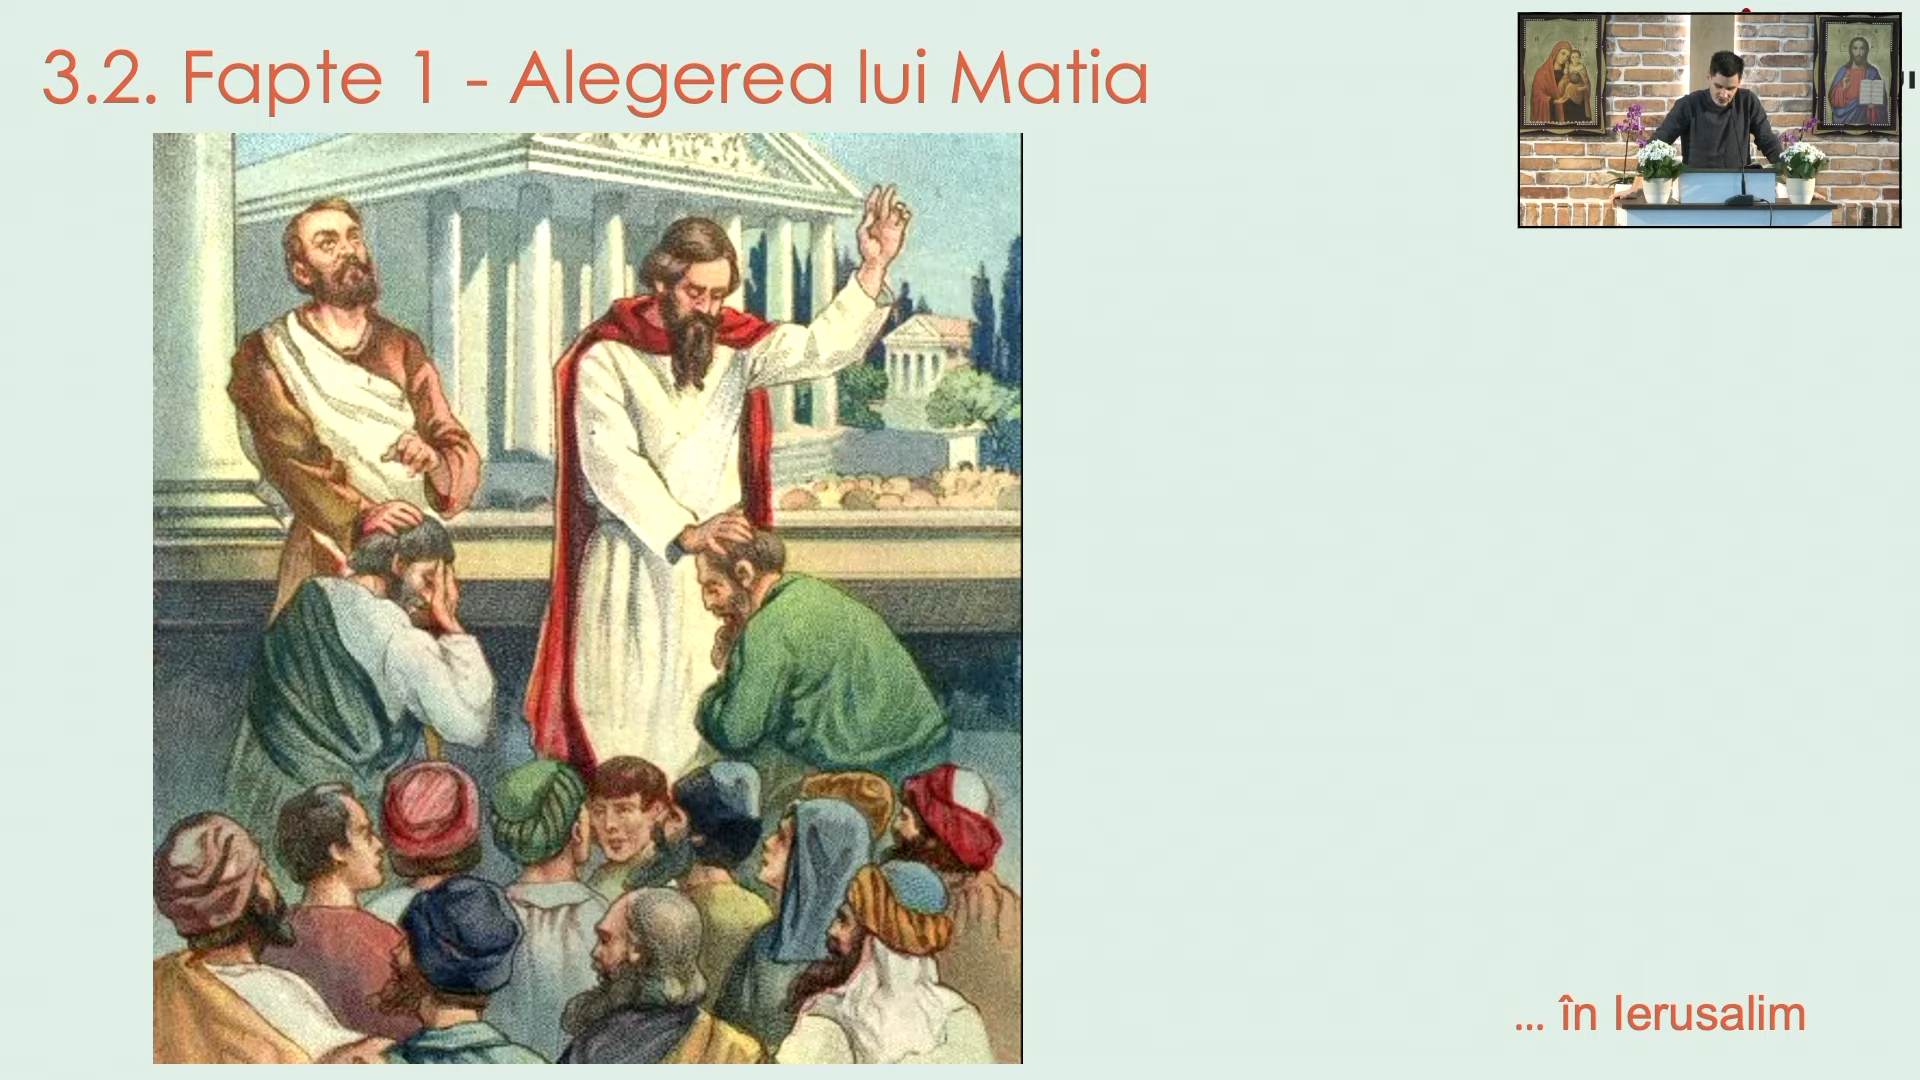 3.2. Fapte 1 - Alegerea lui Matia
... în Ierusalim